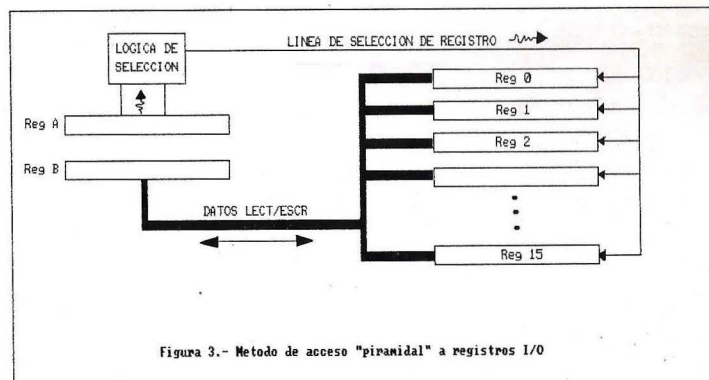 LOGICA DE
SELECCION
LINEA DE SELECCION DE REGISTRO
Reg A
Reg B
DATOS LECT/ESCR
Reg 0
Reg 1
Reg 2
Reg 15
Figura 3.- Metodo de acceso "piramidal" a registros I/O